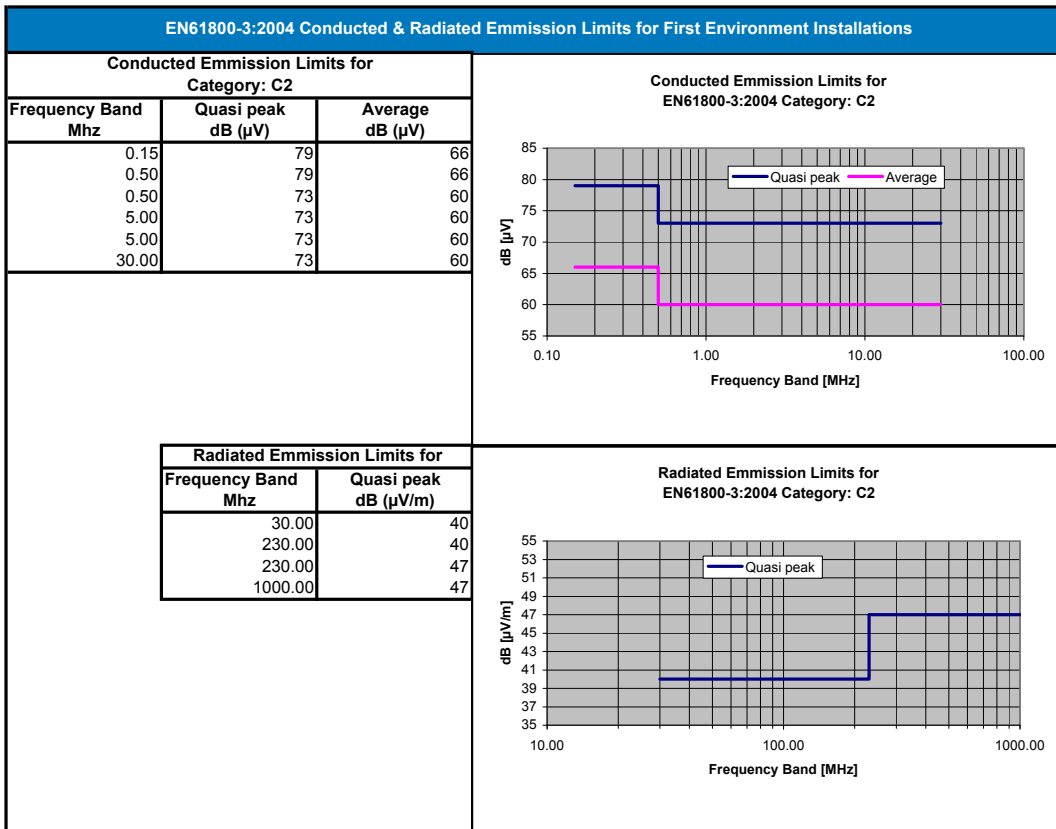 EN61800-3:2004 Conducted & Radiated Emmission Limits for First Environment Installations
Conducted Emmission Limits for
Category: C2
Frequency Band Quasi peak Average
Mhz dB (µV) dB (µV)
0.15 79 66
0.50 79 66
0.50 73 60
5.00 73 60
5.00 73 60
30.00 73 60
Conducted Emmission Limits for
EN61800-3:2004 Category: C2
85
80
75
70
65
60
55
dB [µV]
Quasi peak Average
0.10 1.00 10.00 100.00
Frequency Band [MHz]
Radiated Emmission Limits for
Frequency Band Quasi peak
Mhz dB (µV/m)
30.00 40
230.00 40
230.00 47
1000.00 47
Radiated Emmission Limits for
EN61800-3:2004 Category: C2
55
53
51
49
47
45
43
41
39
37
35
dB [µV/m]
Quasi peak
10.00 100.00 1000.00
Frequency Band [MHz]